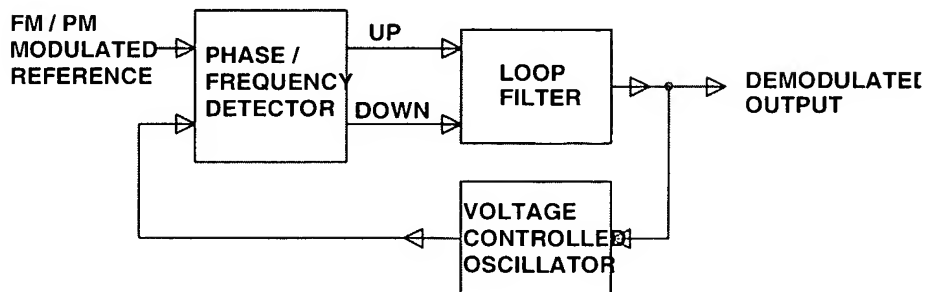 FM / PM
MODULATED
REFERENCE
PHASE /
FREQUENCY
DETECTOR
UP
DOWN
LOOP
FILTER
DEMODULATED
OUTPUT
VOLTAGE
CONTROLLED
OSCILLATOR